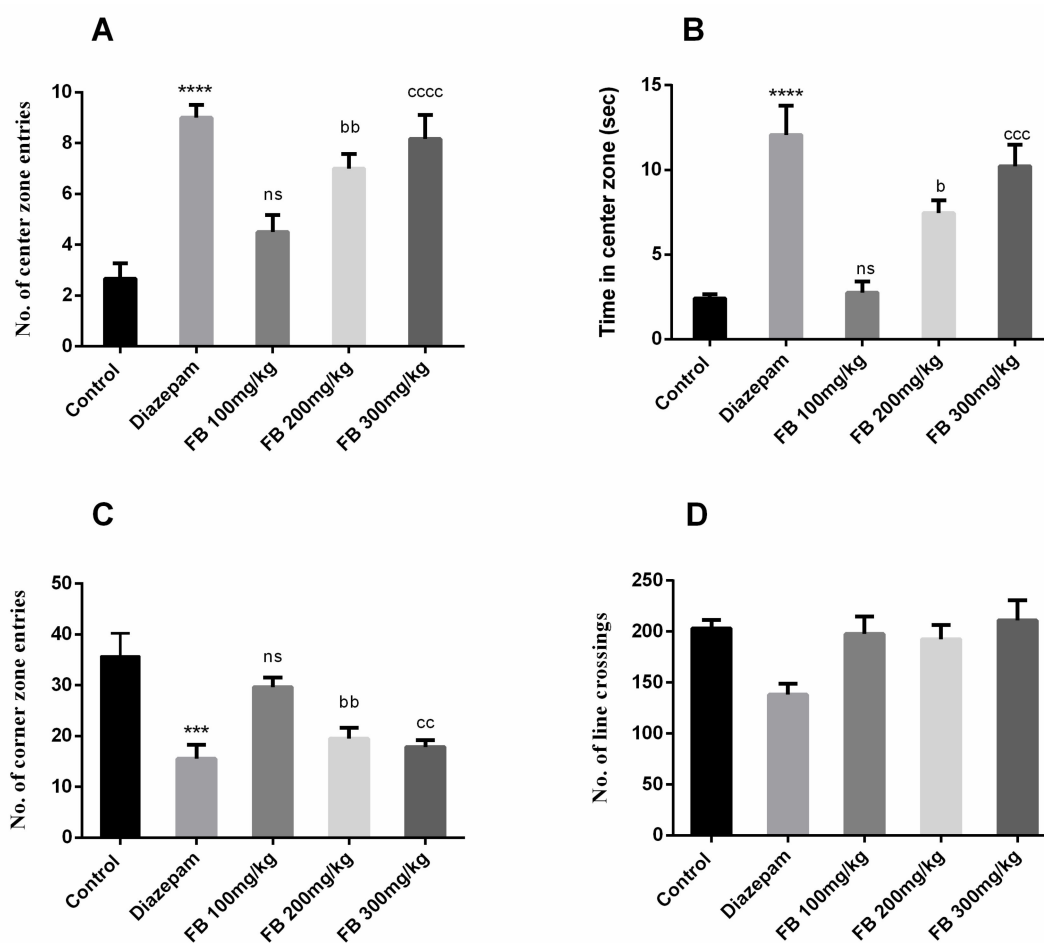 A
No. of center zone entries
10
8
6
4
2
0
****
ns
bb
cccc
Control
Diazepam
FB 100mg/kg
FB 200mg/kg
FB 300mg/kg
B
Time in center zone (sec)
15
10
5
0
****
ns
b
ccc
Control
Diazepam
FB 100mg/kg
FB 200mg/kg
FB 300mg/kg
C
No. of corner zone entries
50
40
30
20
10
0
***
ns
bb
cc
Control
Diazepam
FB 100mg/kg
FB 200mg/kg
FB 300mg/kg
D
No. of line crossings
250
200
150
100
50
0
Control
Diazepam
FB 100mg/kg
FB 200mg/kg
FB 300mg/kg